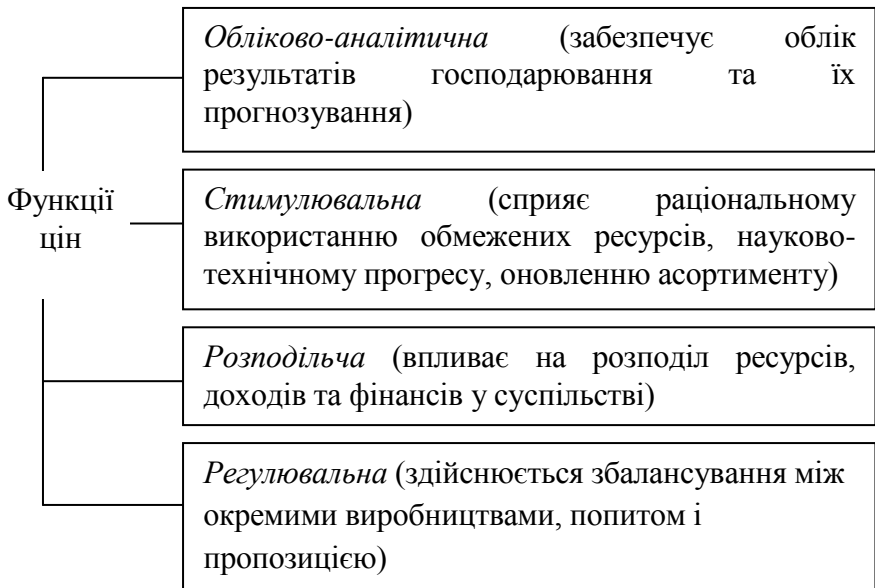 Функції
цін
Обліково-аналітична (забезпечує облік
результатів господарювання та їх
прогнозування)
Стимулювальна (сприяє раціональному
використанню обмежених ресурсів, науково-
технічному прогресу, оновленню асортименту)
Розподільча (впливає на розподіл ресурсів,
доходів та фінансів у суспільстві)
Регулювальна (здійснюється збалансування між
окремими виробництвами, попитом і
пропозицією)